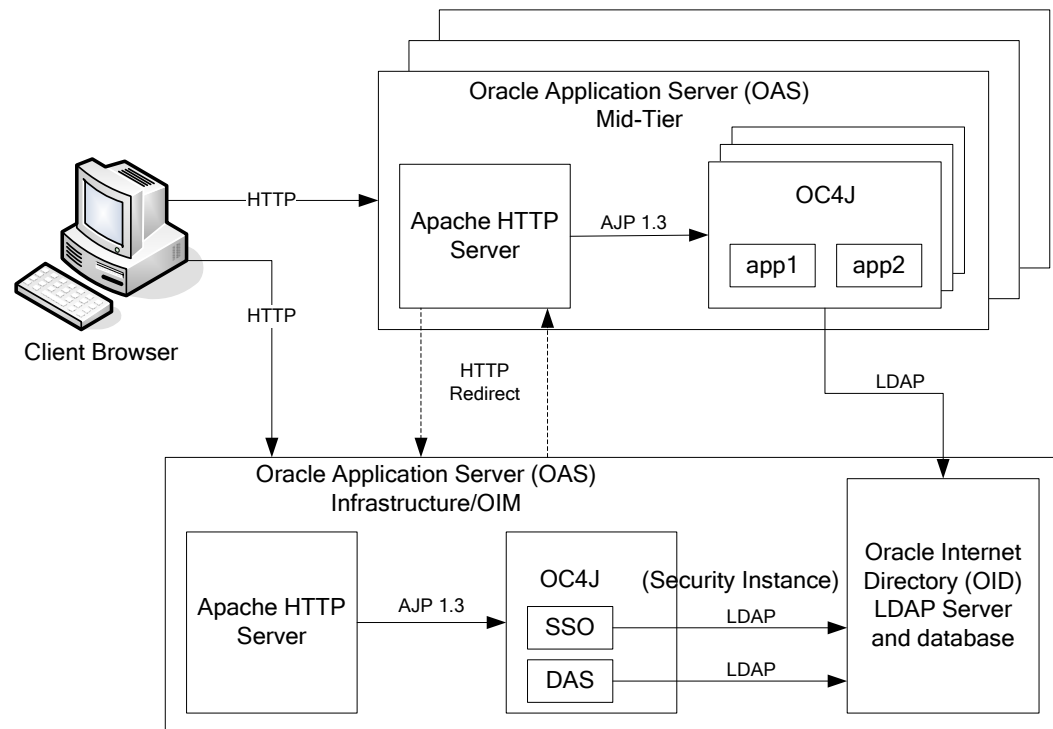 Oracle Application Server (OAS)
Mid-Tier
HTTP
Apache HTTP
Server
AJP 1.3
OC4J
app1
app2
HTTP
Client Browser
HTTP
Redirect
LDAP
Oracle Application Server (OAS)
Infrastructure/OIM
Apache HTTP
Server
AJP 1.3
OC4J
(Security Instance)
SSO
LDAP
DAS
LDAP
Oracle Internet
Directory (OID)
LDAP Server
and database